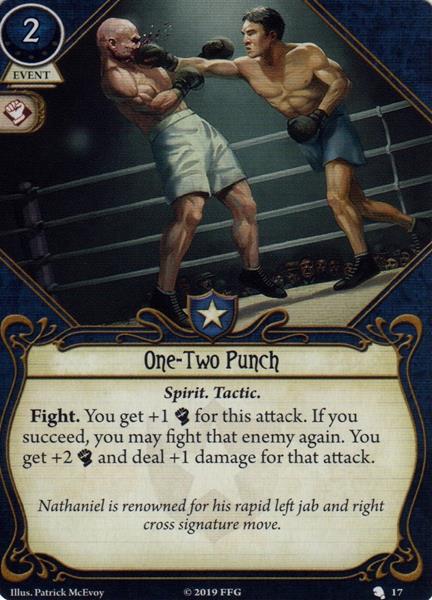 2
EVENT
One-Two Punch
Spirit. Tactic.
Fight. You get +1 for this attack. If you
succeed, you may fight that enemy again. You
get +2 and deal +1 damage for that attack.
Nathaniel is renowned for his rapid left jab and right
cross signature move.
Illus. Patrick McEvoy
© 2019 FFG
17